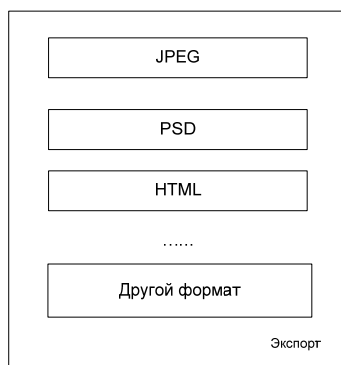 JPEG
PSD
HTML
......
Другой формат
Экспорт